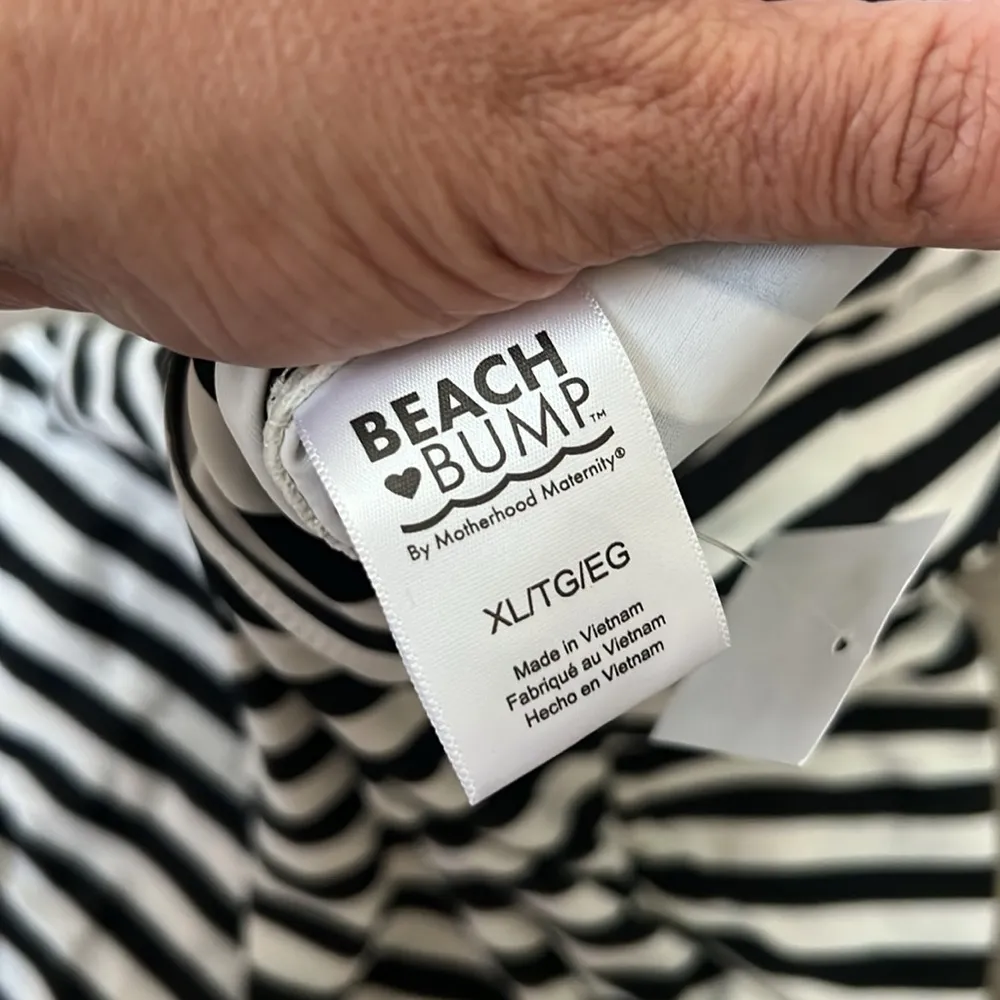 BEACH
BUMP™
By Motherhood Maternity®
XL/TG/EG
Made in Vietnam
Fabriqué au Vietnam
Hecho en Vietnam